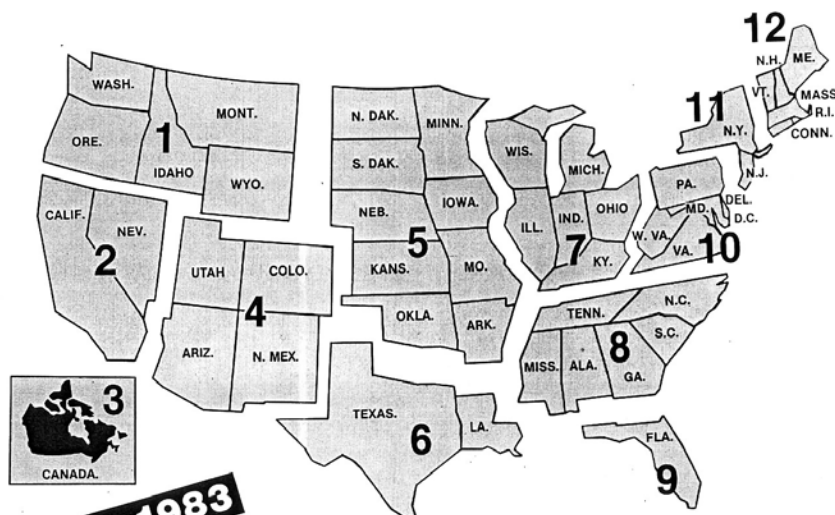 12
N.H.
ME.
VT.
MASS
R.I.
CONN.
11
N.Y.
N.J.
WASH.
MONT.
ORE.
1
IDAHO
WYO.
N. DAK.
MINN.
S. DAK.
WIS.
MICH.
PA.
DEL.
MD.
D.C.
W. VA.
VA.
10
CALIF.
NEV.
2
NEB.
IOWA.
ILL.
IND.
OHIO
7
KY.
5
UTAH
COLO.
KANS.
MO.
4
ARIZ.
N. MEX.
OKLA.
ARK.
TENN.
N.C.
S.C.
8
MISS.
ALA.
GA.
3
CANADA.
TEXAS.
6
LA.
FLA.
9
1983